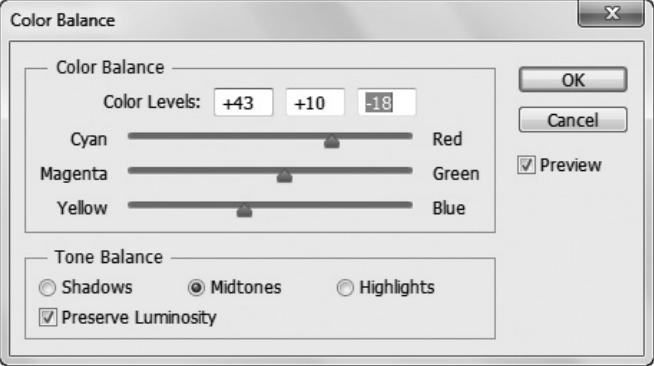 Color Balance
Color Balance
Color Levels: +43 +10 -18
Cyan Red
Magenta Green
Yellow Blue
OK
Cancel
Preview
Tone Balance
Shadows Midtones Highlights
Preserve Luminosity